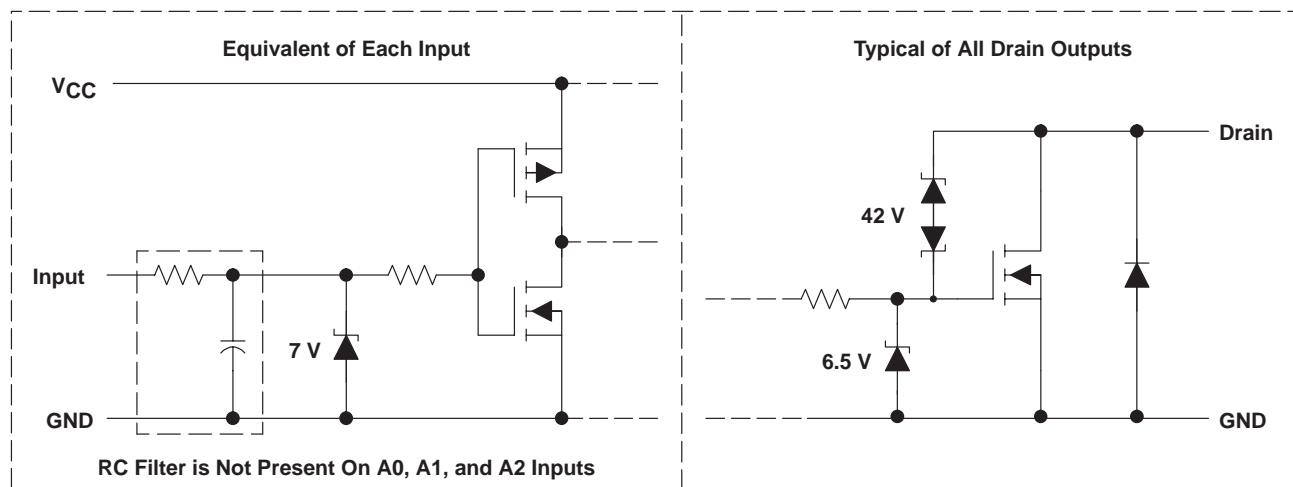 Equivalent of Each Input
VCC
Input
7 V
GND
RC Filter is Not Present On A0, A1, and A2 Inputs
Typical of All Drain Outputs
Drain
42 V
6.5 V
GND